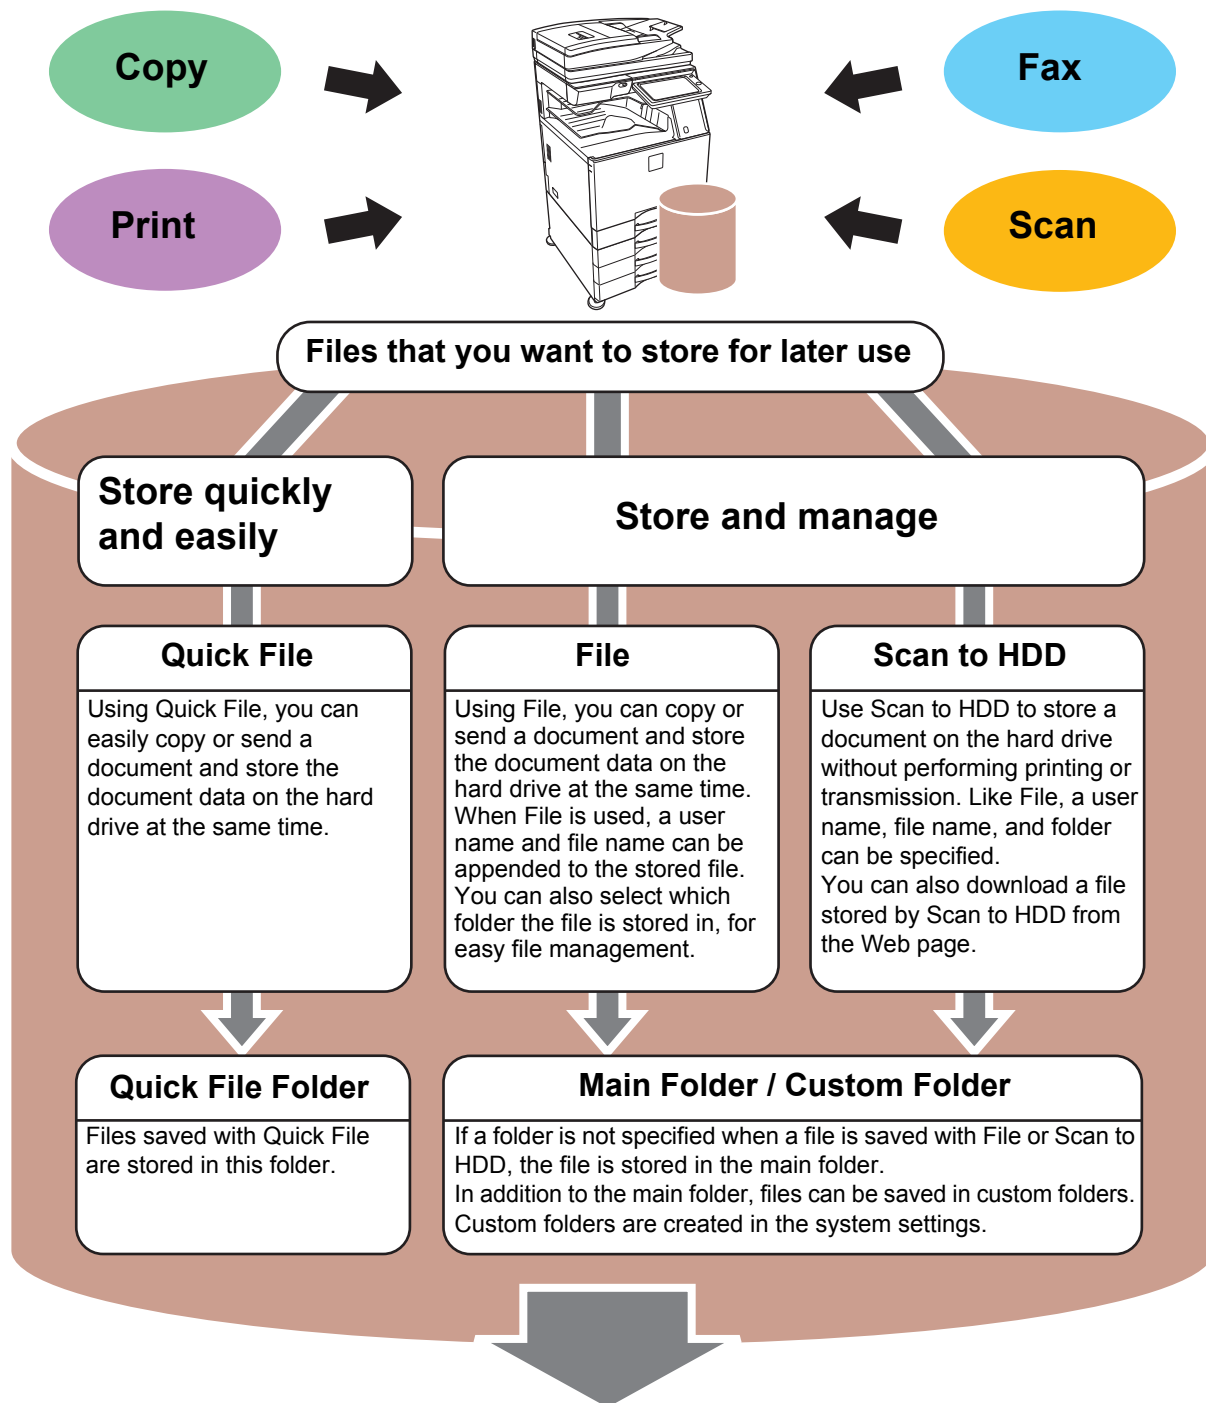 Copy
Fax
Print
Scan
Files that you want to store for later use
Store quickly
and easily
Store and manage
Quick File
Using Quick File, you can
easily copy or send a
document and store the
document data on the hard
drive at the same time.
File
Using File, you can copy or
send a document and store
the document data on the
hard drive at the same time.
When File is used, a user
name and file name can be
appended to the stored file.
You can also select which
folder the file is stored in, for
easy file management.
Scan to HDD
Use Scan to HDD to store a
document on the hard drive
without performing printing or
transmission. Like File, a user
name, file name, and folder
can be specified.
You can also download a file
stored by Scan to HDD from
the Web page.
Quick File Folder
Files saved with Quick File
are stored in this folder.
Main Folder / Custom Folder
If a folder is not specified when a file is saved with File or Scan to
HDD, the file is stored in the main folder.
In addition to the main folder, files can be saved in custom folders.
Custom folders are created in the system settings.